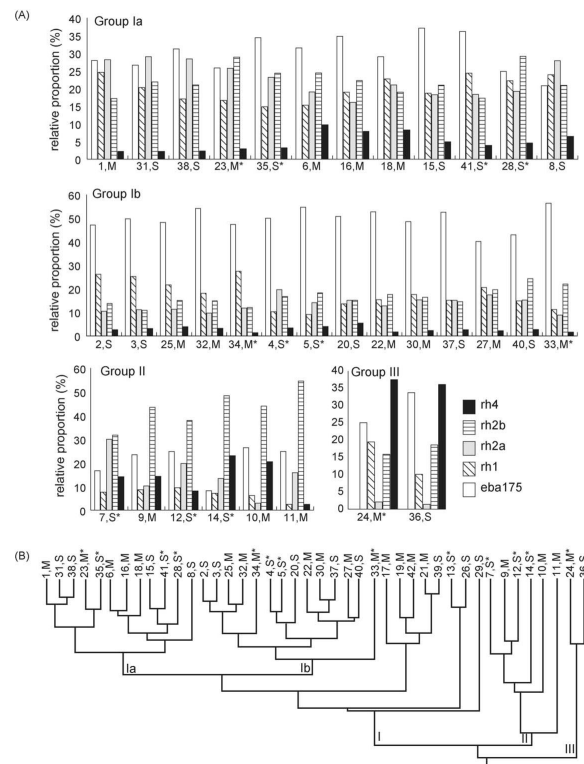 (A)
Group Ia
relative proportion (%)
40
35
30
25
20
15
10
5
0
1,M 31,S 38,S 23,M* 35,S* 6,M 16,M 18,M 15,S 41,S* 28,S* 8,S
Group Ib
relative proportion (%)
60
50
40
30
20
10
0
2,S 3,S 25,M 32,M 34,M* 4,S* 5,S* 20,S 22,M 30,M 37,S 27,M 40,S 33,M*
Group II
relative proportion (%)
60
50
40
30
20
10
0
7,S* 9,M 12,S* 14,S* 10,M 11,M
Group III
40
35
30
25
20
15
10
5
0
24,M* 36,S
rh4
rh2b
rh2a
rh1
eba175
(B)
1,M 31,S 38,S 23,M* 35,S* 6,M 16,M 18,M 15,S 41,S* 28,S* 8,S 2,S 3,S 25,M 32,M 34,M* 4,S* 5,S* 20,S 22,M 30,M 37,S 27,M 40,S 33,M* 17,M 19,M 42,M 21,M 39,S 13,S* 26,S 29,S* 7,S* 9,M 12,S* 14,S* 10,M 11,M 24,M* 36,S
Ia Ib
I II III